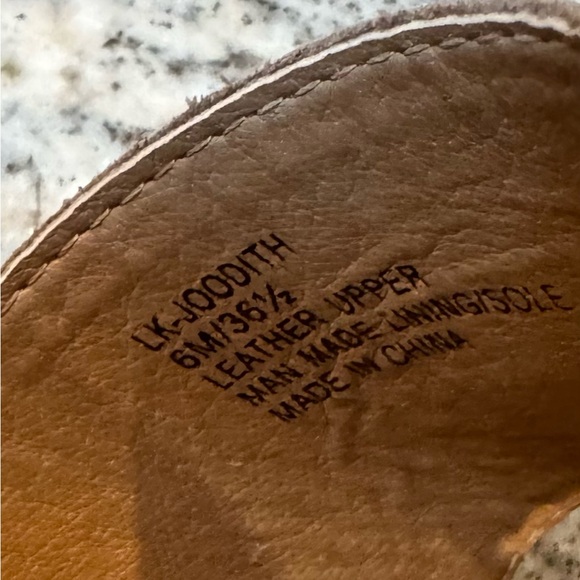 LK-JOODITH
6M/36½
LEATHER UPPER
MAN MADE LINING/SOLE
MADE IN CHINA